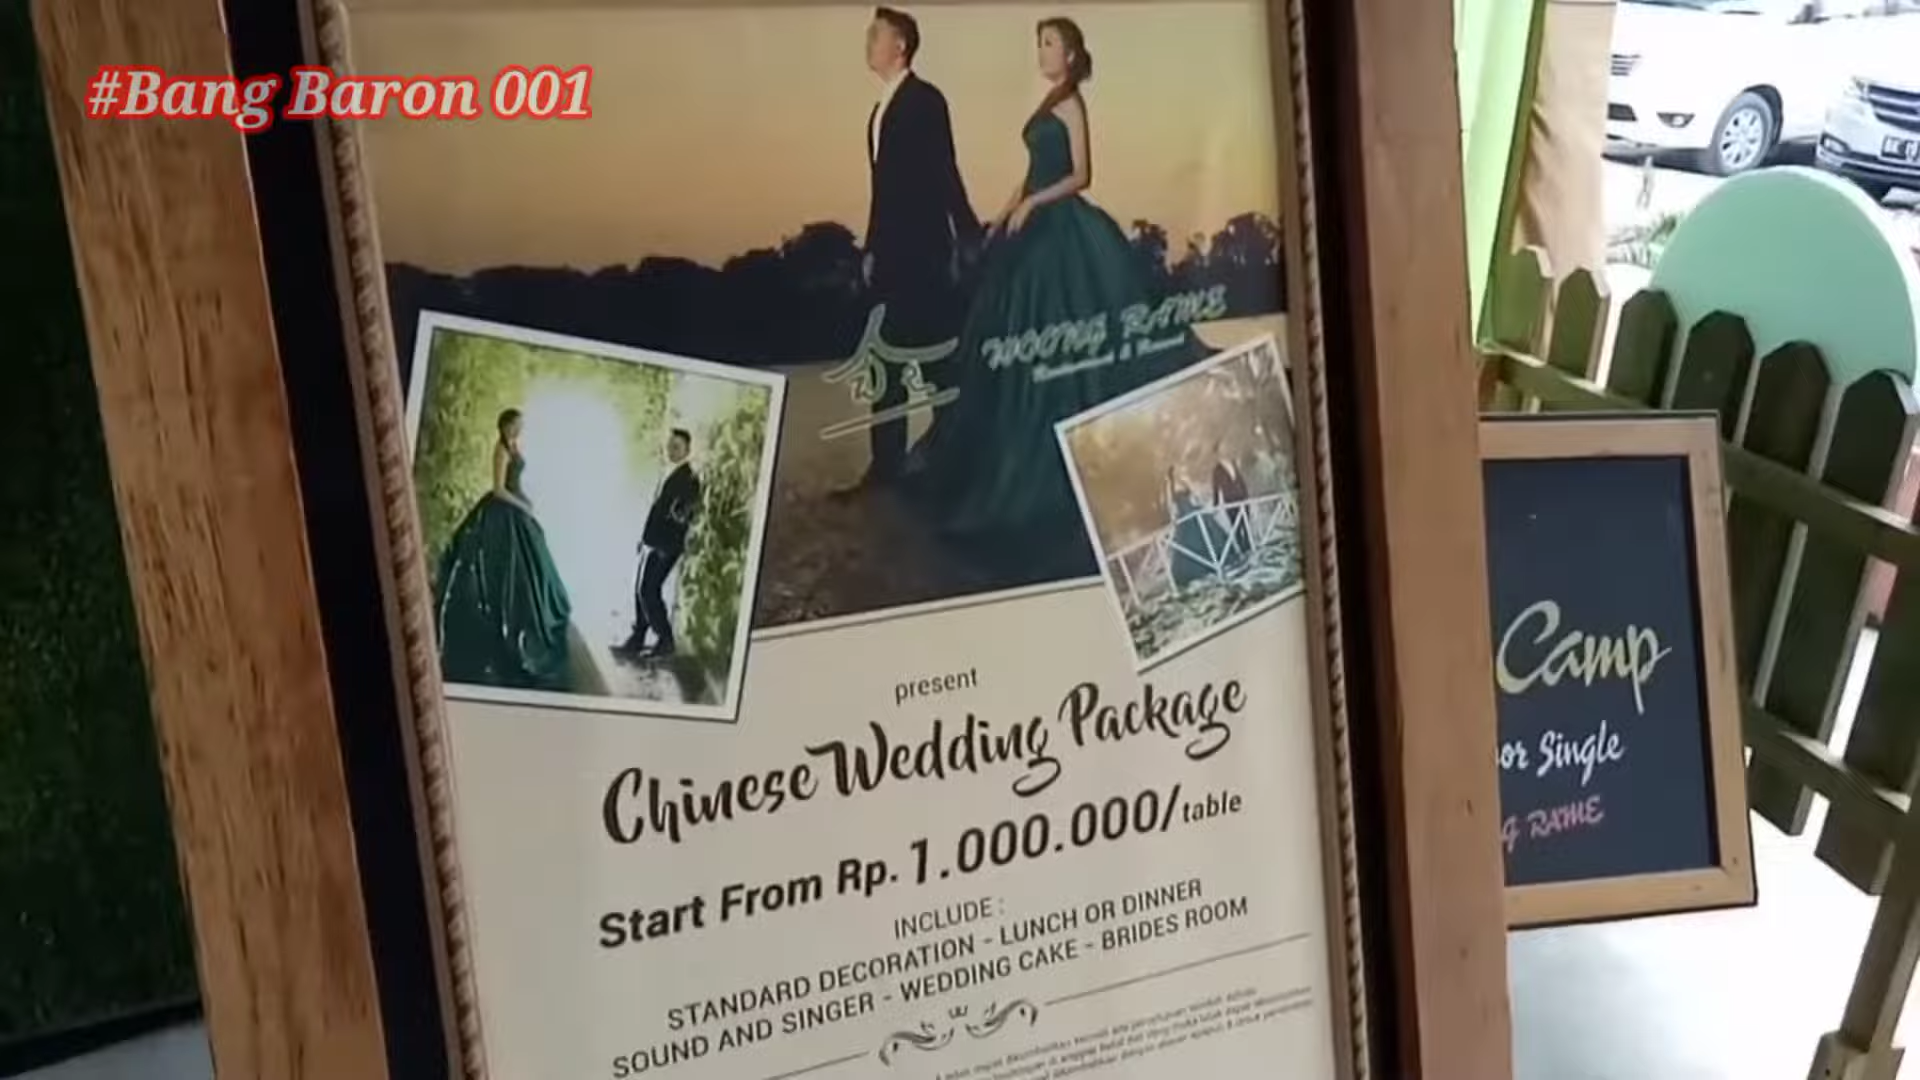 #Bang Baron 001
WOONG RAME
present
Chinese Wedding Package
Start From Rp. 1.000.000/table
INCLUDE :
STANDARD DECORATION - LUNCH OR DINNER
SOUND AND SINGER - WEDDING CAKE - BRIDES ROOM
Camp
Single
RAME